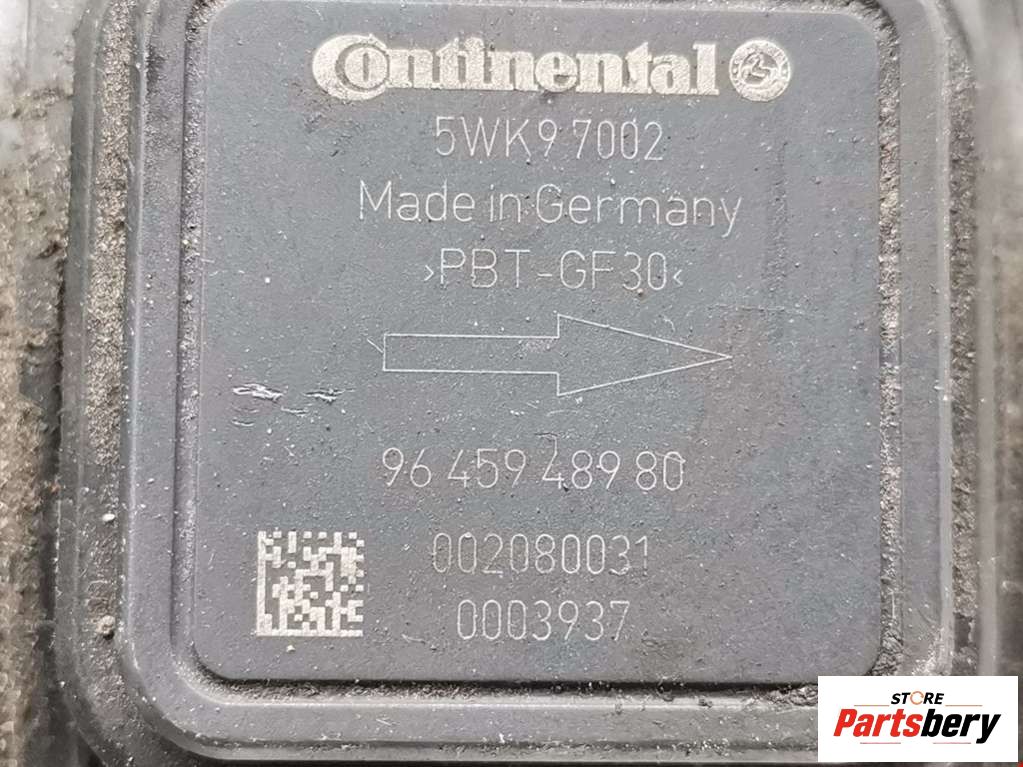 Continental
5WK9 7002
Made in Germany
>PBT-GF30<
96 459 489 80
002080031
0003937
STORE
Partsbery